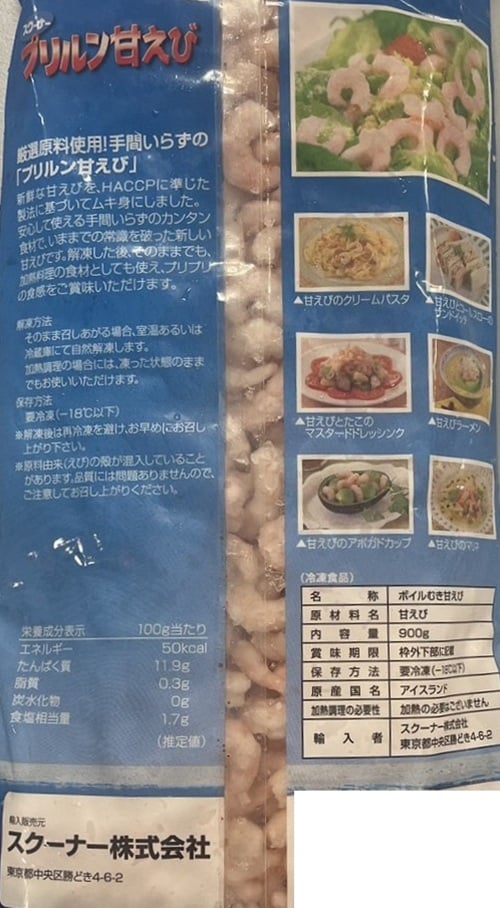 スクーナー
プリルン甘えび
厳選原料使用!手間いらずの
「プリルン甘えび」
新鮮な甘えびを、HACCPに準じた
製法に基づいてムキ身にしました。
安心して使える手間いらずのカンタン
食材で、いままでの常識を破った新しい
甘えびです。解凍した後、そのままでも、
加熱料理の食材としても使え、プリプリ
の食感をご賞味いただけます。
解凍方法
そのまま召しあがる場合、室温あるいは
冷蔵庫にて自然解凍します。
加熱調理の場合には、凍った状態のまま
でもお使いいただけます。
保存方法
要冷凍(-18℃以下)
※解凍後は再冷凍を避け、お早めにお召し
上がり下さい。
※原料由来(えび)の殻が混入していること
がありますが、品質には問題ありませんので、
ご注意してお召し上がりください。
栄養成分表示 100g当たり
エネルギー 50kcal
たんぱく質 11.9g
脂質 0.3g
炭水化物 0g
食塩相当量 1.7g
(推定値)
輸入販売元
スクーナー株式会社
東京都中央区勝どき4-6-2
▲甘えびのクリームパスタ
▲甘えびとコールスローの
サンドイッチ
▲甘えびとたこの
マスタードドレッシング
▲甘えびラーメン
▲甘えびのアボガドカップ
▲甘えびのマリネ
(冷凍食品)
名称 ボイルむき甘えび
原材料名 甘えび
内容量 900g
賞味期限 枠外下部に記載
保存方法 要冷凍(-18℃以下)
原産国名 アイスランド
加熱調理の必要性 加熱の必要はございません
輸入者 スクーナー株式会社
東京都中央区勝どき4-6-2